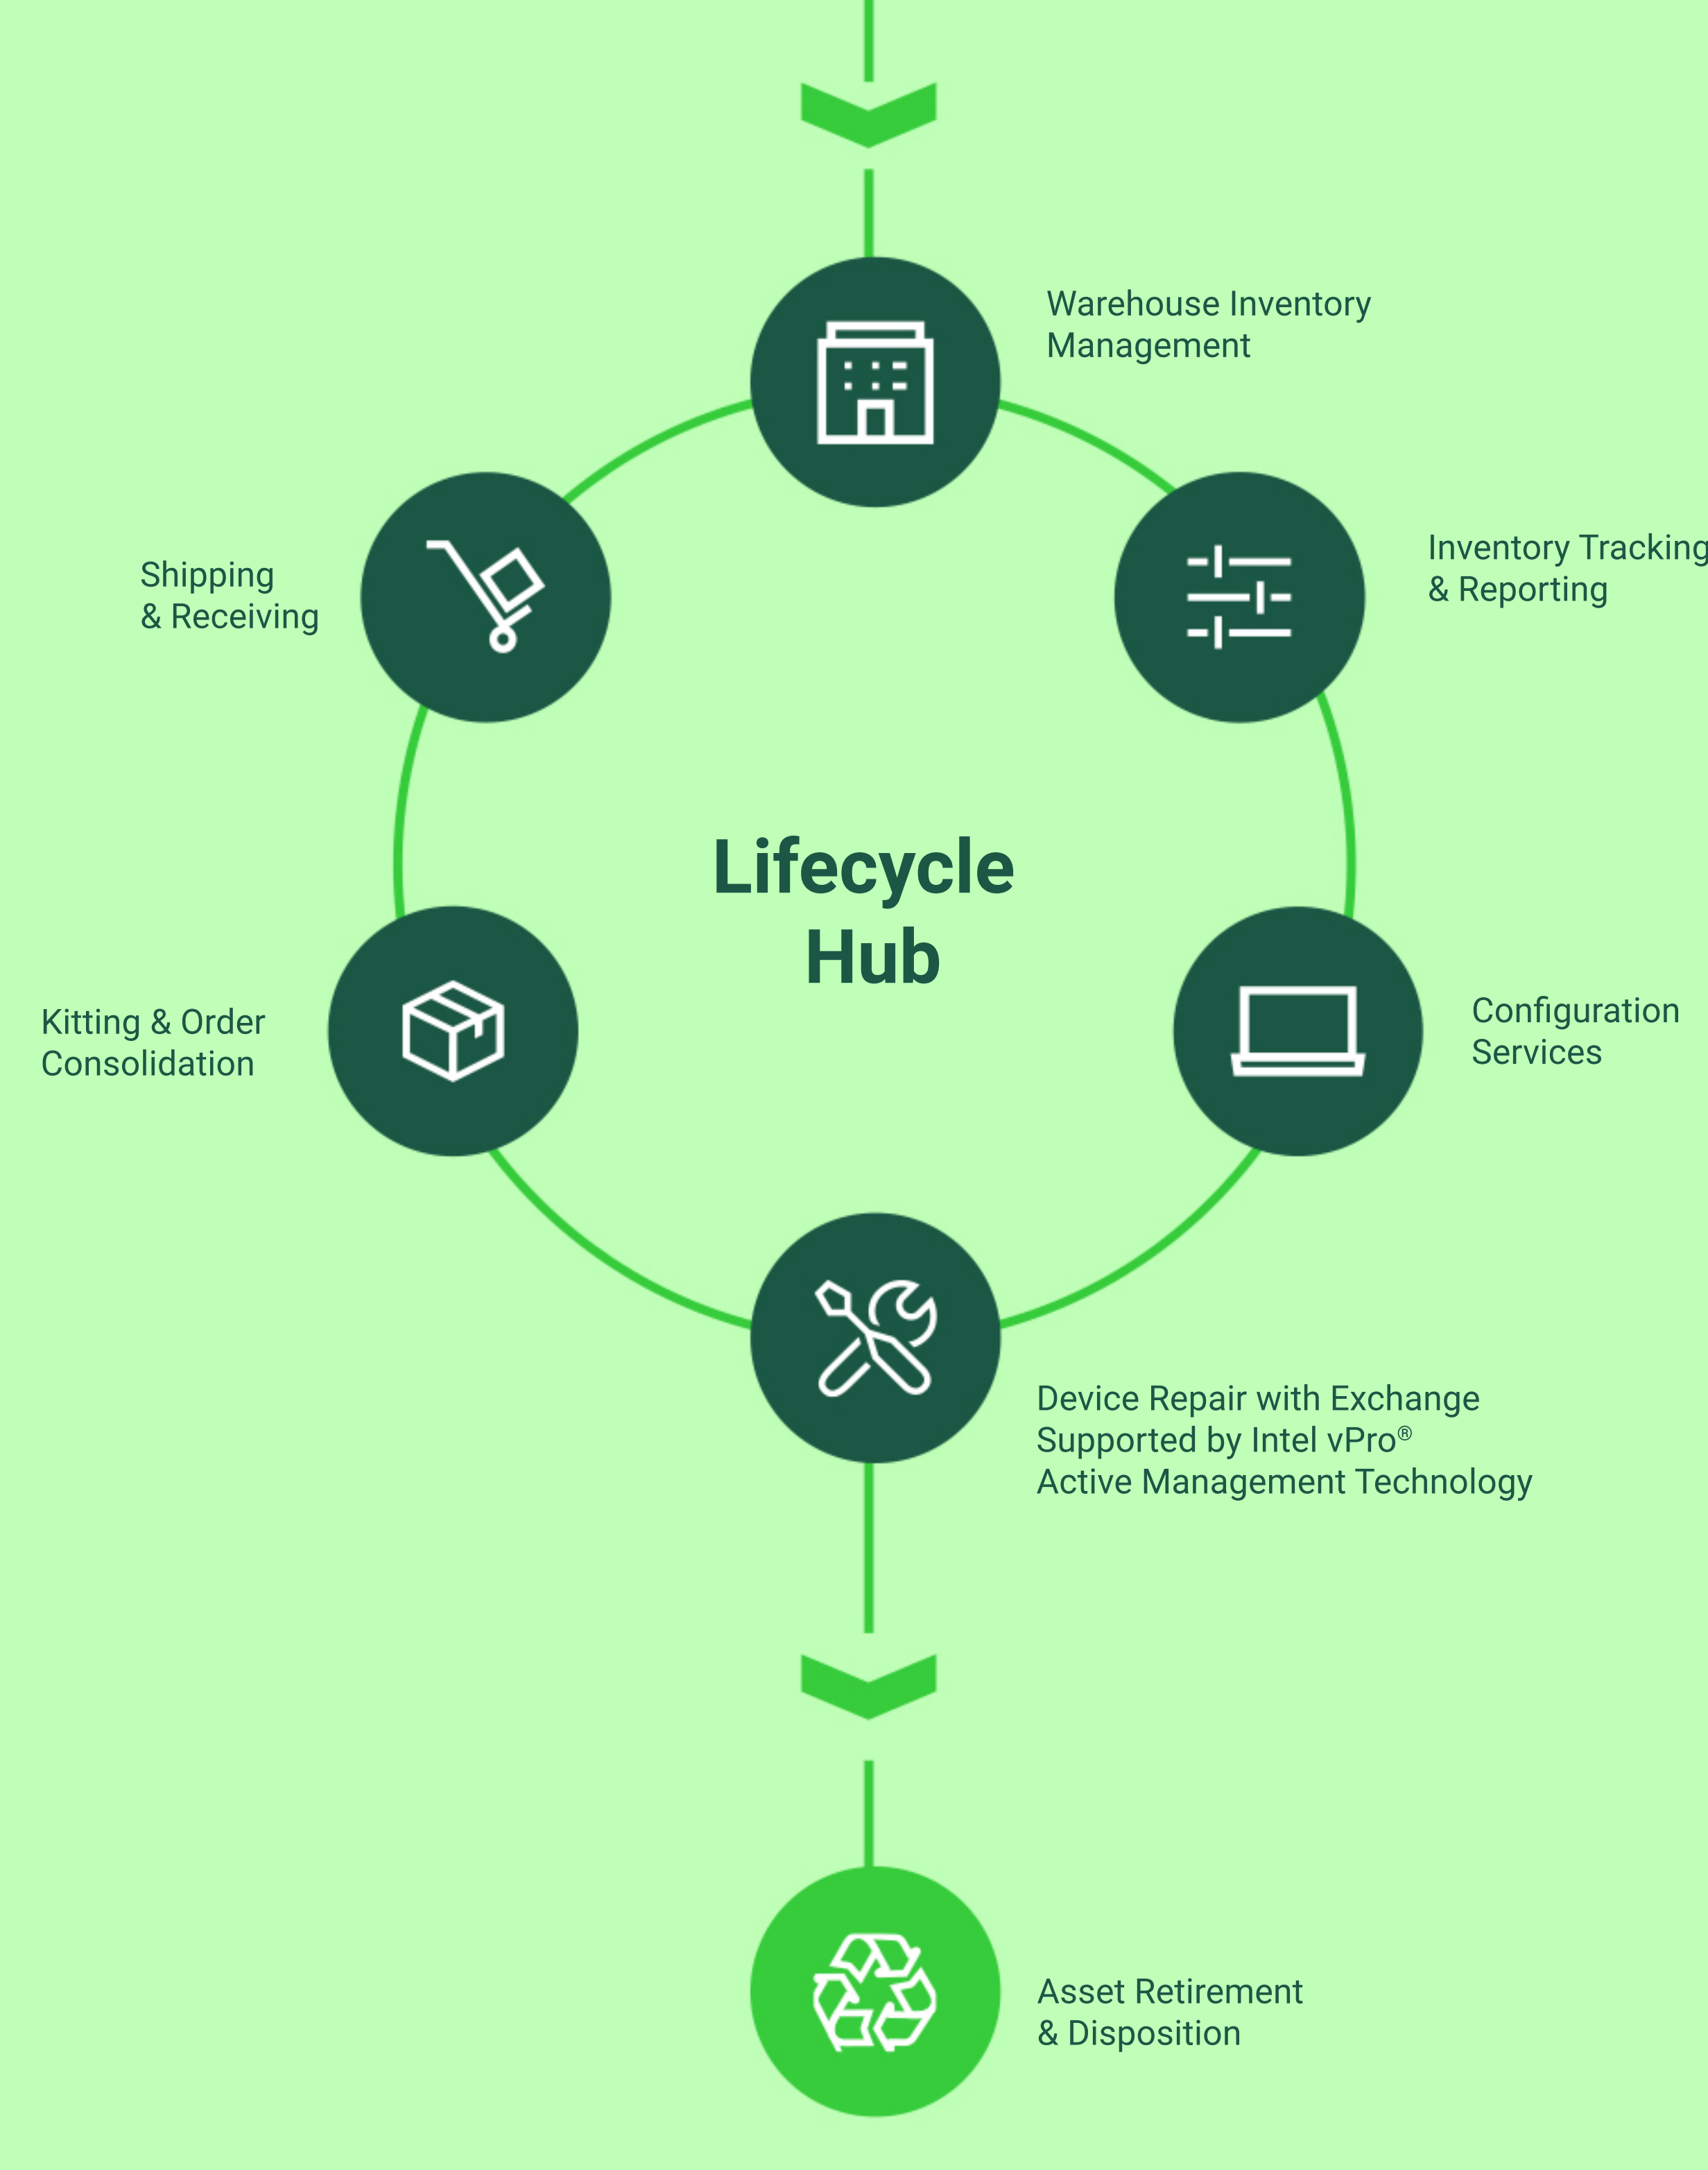 Warehouse Inventory
Management
Inventory Tracking
& Reporting
Shipping
& Receiving
Lifecycle
Hub
Configuration
Services
Kitting & Order
Consolidation
Device Repair with Exchange
Supported by Intel vPro®
Active Management Technology
Asset Retirement
& Disposition